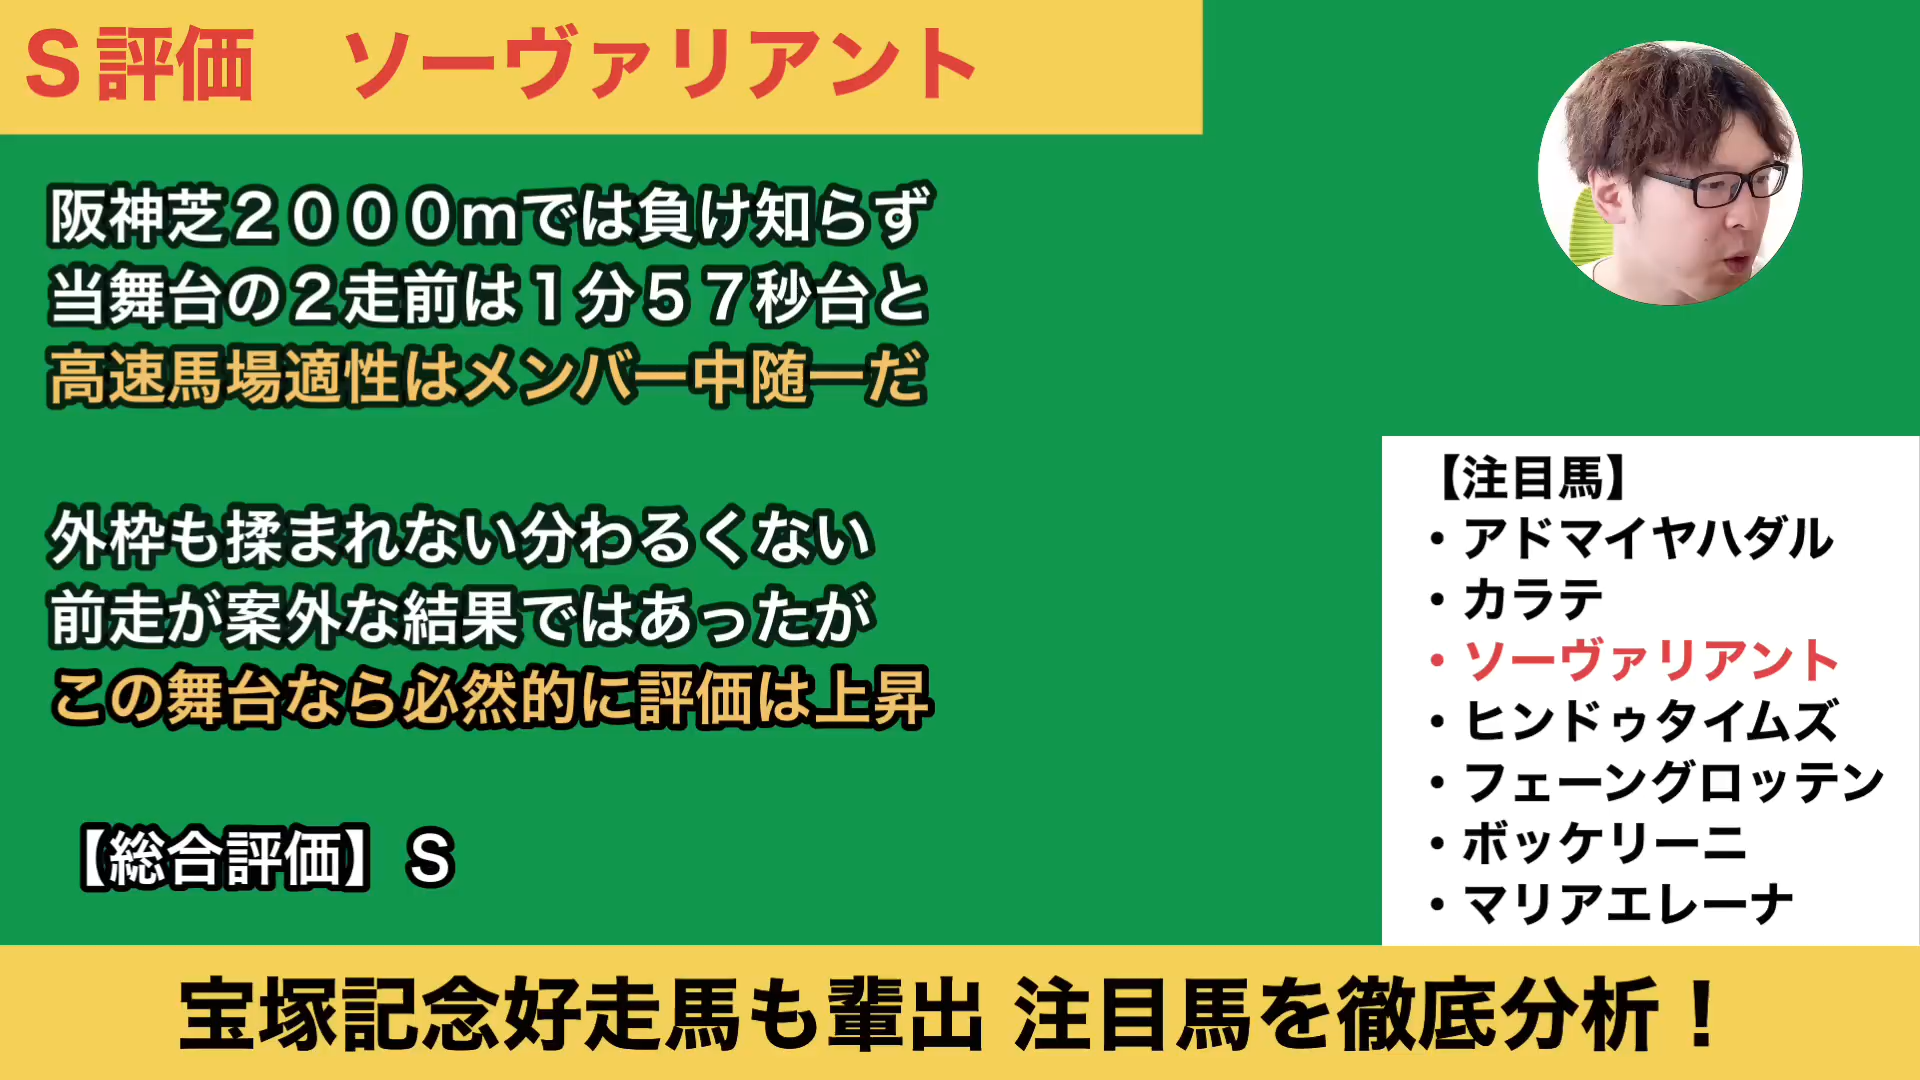 S評価　ソーヴァリアント
阪神芝２０００mでは負け知らず
当舞台の２走前は１分５７秒台と
高速馬場適性はメンバー中随一だ
外枠も揉まれない分わるくない
前走が案外な結果ではあったが
この舞台なら必然的に評価は上昇
【総合評価】 S
【注目馬】
・アドマイヤハダル
・カラテ
・ソーヴァリアント
・ヒンドゥタイムズ
・フェーングロッテン
・ボッケリーニ
・マリアエレーナ
宝塚記念好走馬も輩出 注目馬を徹底分析！